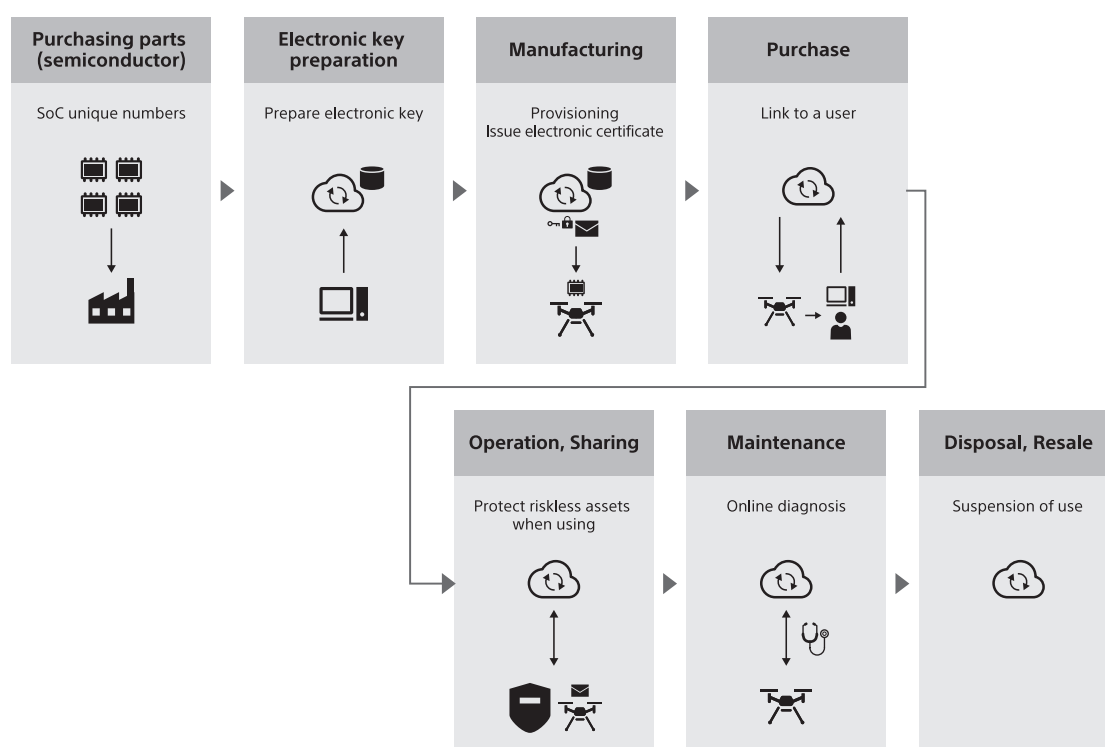 Purchasing parts
(semiconductor)
SoC unique numbers
Electronic key
preparation
Prepare electronic key
Manufacturing
Provisioning
Issue electronic certificate
Purchase
Link to a user
Operation, Sharing
Protect riskless assets
when using
Maintenance
Online diagnosis
Disposal, Resale
Suspension of use